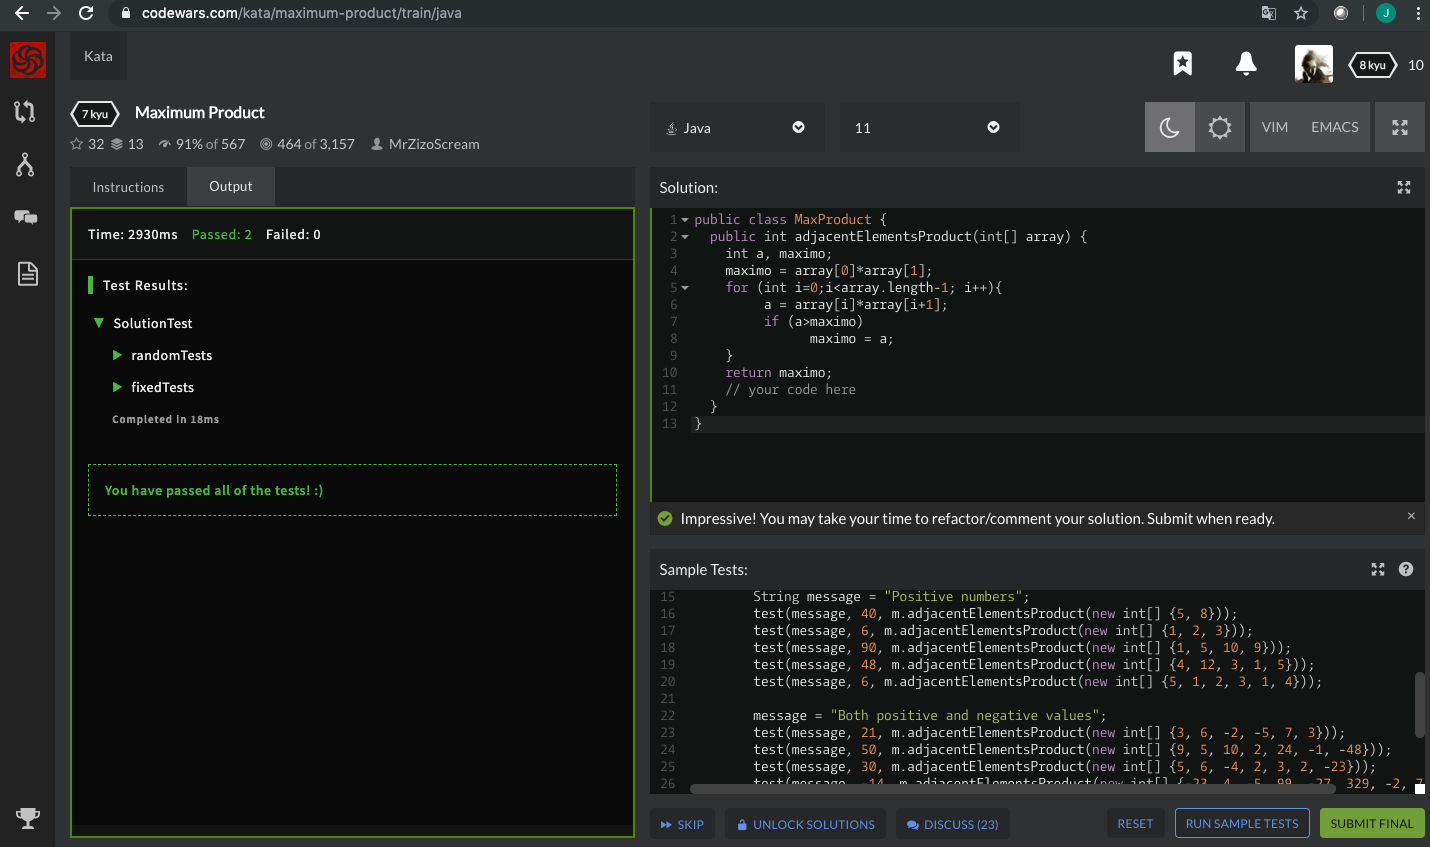 codewars.com/kata/maximum-product/train/java
J
Kata
8 kyu
10
7 kyu
Maximum Product
32 13 91% of 567 464 of 3,157 MrZizoScream
Java
11
VIM
EMACS
Instructions
Output
Time: 2930ms Passed: 2 Failed: 0
Test Results:
SolutionTest
randomTests
fixedTests
Completed in 18ms
You have passed all of the tests! :)
Solution:
1 public class MaxProduct {
2 public int adjacentElementsProduct(int[] array) {
3 int a, maximo;
4 maximo = array[0]*array[1];
5 for (int i=0;i<array.length-1; i++){
6 a = array[i]*array[i+1];
7 if (a>maximo)
8 maximo = a;
9 }
10 return maximo;
11 // your code here
12 }
13 }
Impressive! You may take your time to refactor/comment your solution. Submit when ready.
Sample Tests:
15 String message = "Positive numbers";
16 test(message, 40, m.adjacentElementsProduct(new int[] {5, 8}));
17 test(message, 6, m.adjacentElementsProduct(new int[] {1, 2, 3}));
18 test(message, 90, m.adjacentElementsProduct(new int[] {1, 5, 10, 9}));
19 test(message, 48, m.adjacentElementsProduct(new int[] {4, 12, 3, 1, 5}));
20 test(message, 6, m.adjacentElementsProduct(new int[] {5, 1, 2, 3, 1, 4}));
21
22 message = "Both positive and negative values";
23 test(message, 21, m.adjacentElementsProduct(new int[] {3, 6, -2, -5, 7, 3}));
24 test(message, 50, m.adjacentElementsProduct(new int[] {9, 5, 10, 2, 24, -1, -48}));
25 test(message, 30, m.adjacentElementsProduct(new int[] {5, 6, -4, 2, 3, 2, -23}));
26 test(message, -14, m.adjacentElementsProduct(new int[] {-23, 4, -5, 99, -27, 329, -2, 7
SKIP
UNLOCK SOLUTIONS
DISCUSS (23)
RESET
RUN SAMPLE TESTS
SUBMIT FINAL